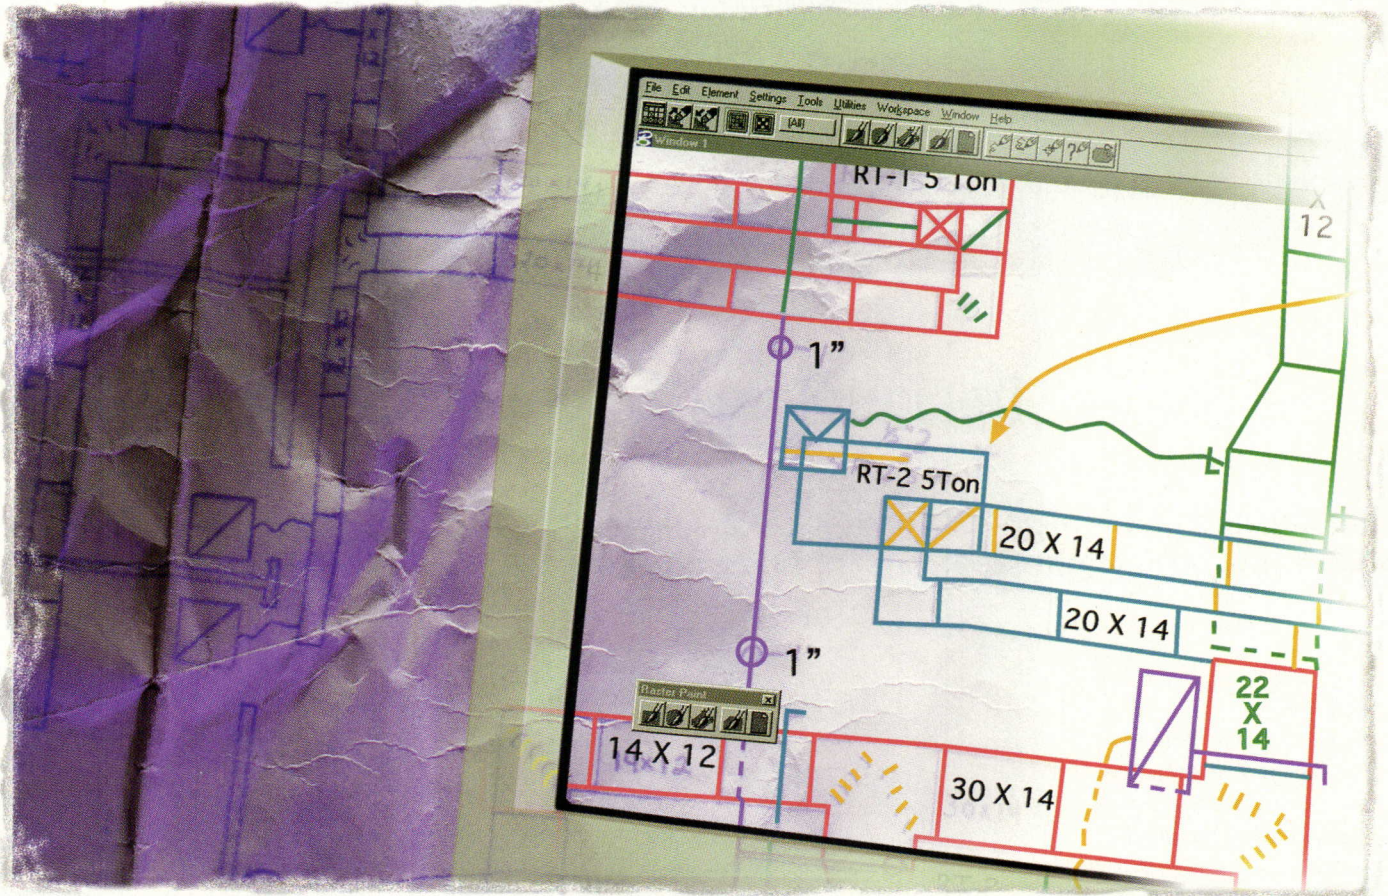 File Edit Element Settings Tools Utilities Workspace Window Help
(All)
Window 1
RT-1 5 Ton
X
12
1”
RT-2 5Ton
20 X 14
20 X 14
1”
22
X
14
Raster Paint
14 X 12
14x12
30 X 14